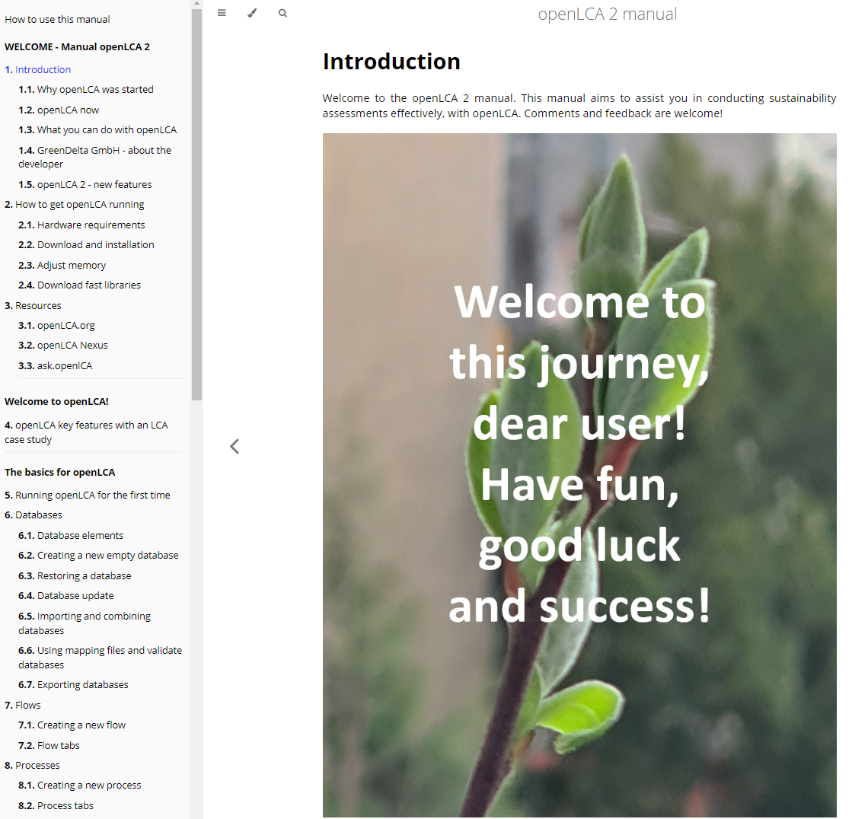 How to use this manual
WELCOME - Manual openLCA 2
1. Introduction
1.1. Why openLCA was started
1.2. openLCA now
1.3. What you can do with openLCA
1.4. GreenDelta GmbH - about the
developer
1.5. openLCA 2 - new features
2. How to get openLCA running
2.1. Hardware requirements
2.2. Download and installation
2.3. Adjust memory
2.4. Download fast libraries
3. Resources
3.1. openLCA.org
3.2. openLCA Nexus
3.3. ask.openlCA
Welcome to openLCA!
4. openLCA key features with an LCA
case study
The basics for openLCA
5. Running openLCA for the first time
6. Databases
6.1. Database elements
6.2. Creating a new empty database
6.3. Restoring a database
6.4. Database update
6.5. Importing and combining
databases
6.6. Using mapping files and validate
databases
6.7. Exporting databases
7. Flows
7.1. Creating a new flow
7.2. Flow tabs
8. Processes
8.1. Creating a new process
8.2. Process tabs
openLCA 2 manual
Introduction
Welcome to the openLCA 2 manual. This manual aims to assist you in conducting sustainability
assessments effectively, with openLCA. Comments and feedback are welcome!
Welcome to
this journey,
dear user!
Have fun,
good luck
and success!